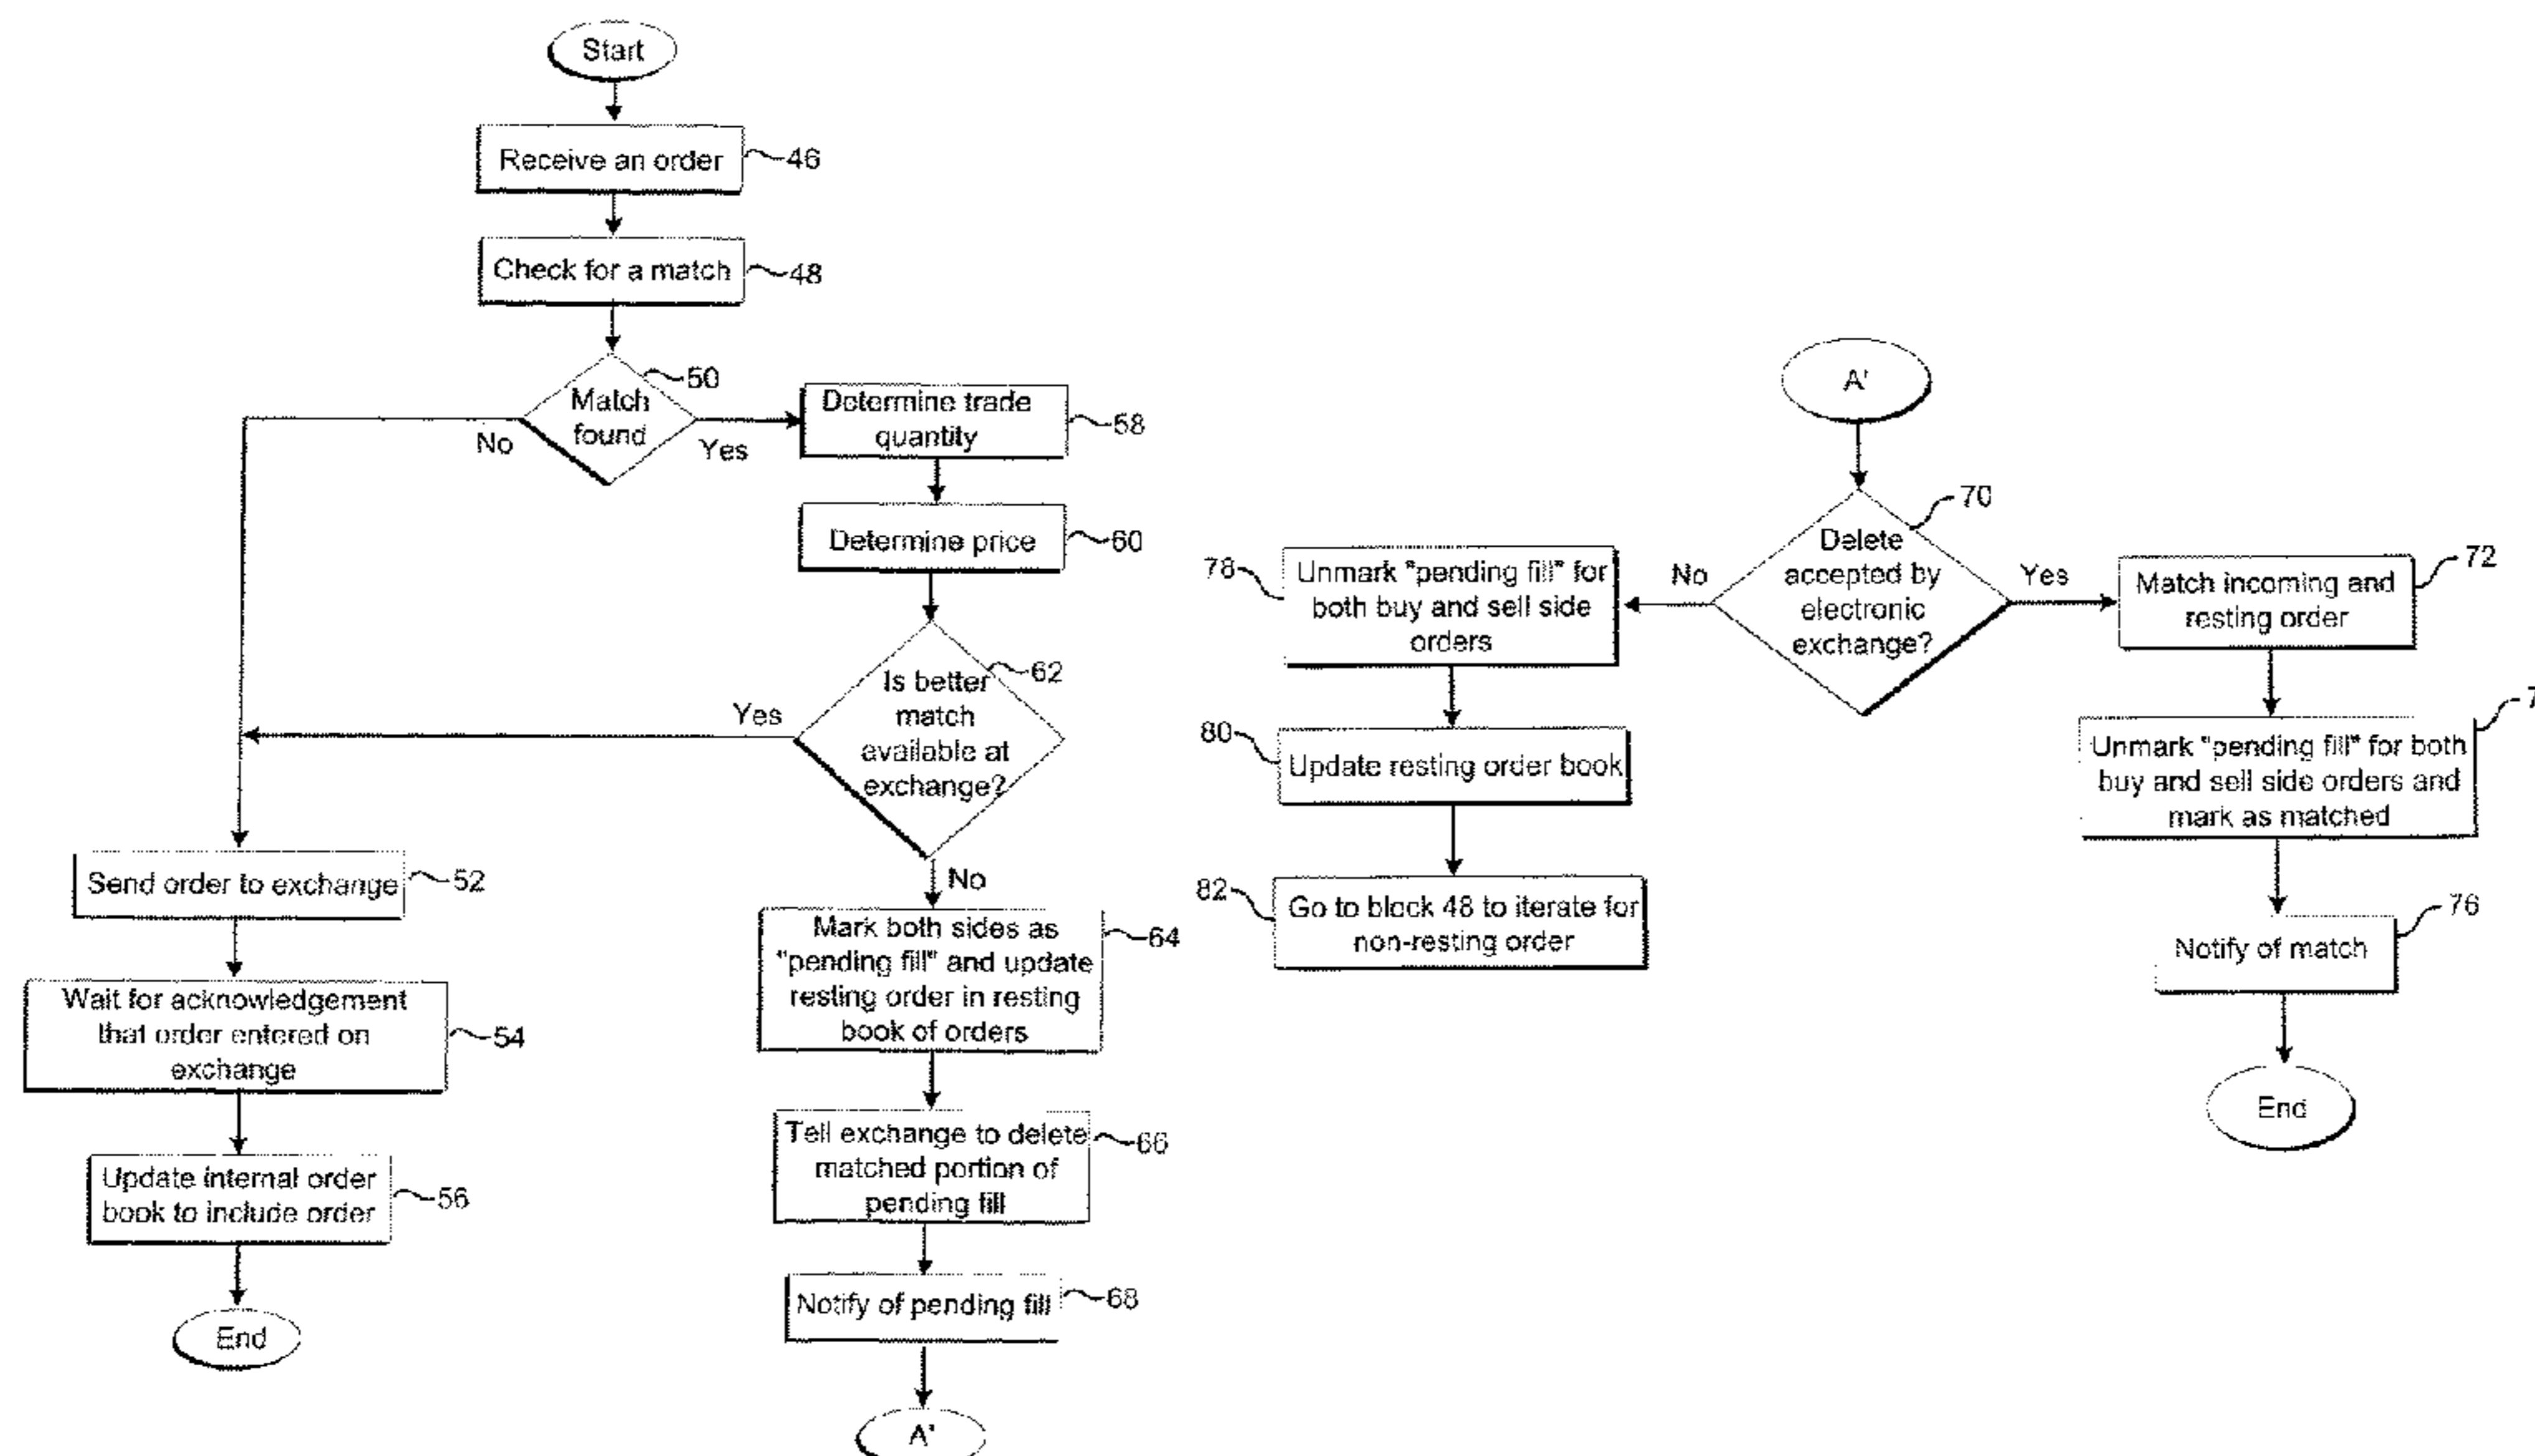 Start
Receive an order
46
Check for a match
48
50
Match
found
No
Yes
Determine trade
quantity
58
Determine price
60
62
Is better
match
available at
exchange?
Yes
No
Send order to exchange
52
Wait for acknowledgement
that order entered on
exchange
54
Update internal order
book to include order
56
End
Mark both sides as
"pending fill" and update
resting order in resting
book of orders
64
Tell exchange to delete
matched portion of
pending fill
66
Notify of pending fill
68
A'
A'
70
Delete
accepted by
electronic
exchange?
No
Yes
78
Unmark "pending fill" for
both buy and sell side
orders
80
Update resting order book
82
Go to block 48 to iterate for
non-resting order
Match incoming and
resting order
72
Unmark "pending fill" for both
buy and sell side orders and
mark as matched
7
Notify of match
76
End